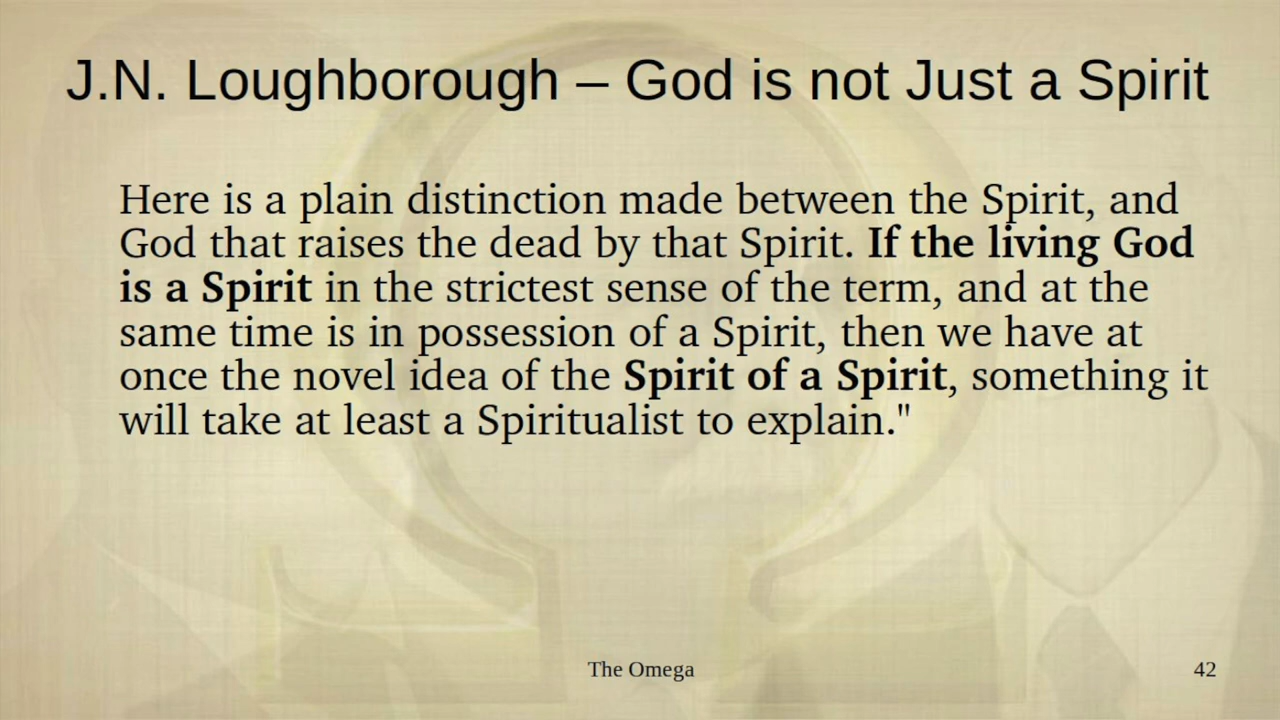 J.N. Loughborough – God is not Just a Spirit
Here is a plain distinction made between the Spirit, and
God that raises the dead by that Spirit. If the living God
is a Spirit in the strictest sense of the term, and at the
same time is in possession of a Spirit, then we have at
once the novel idea of the Spirit of a Spirit, something it
will take at least a Spiritualist to explain."
The Omega
42